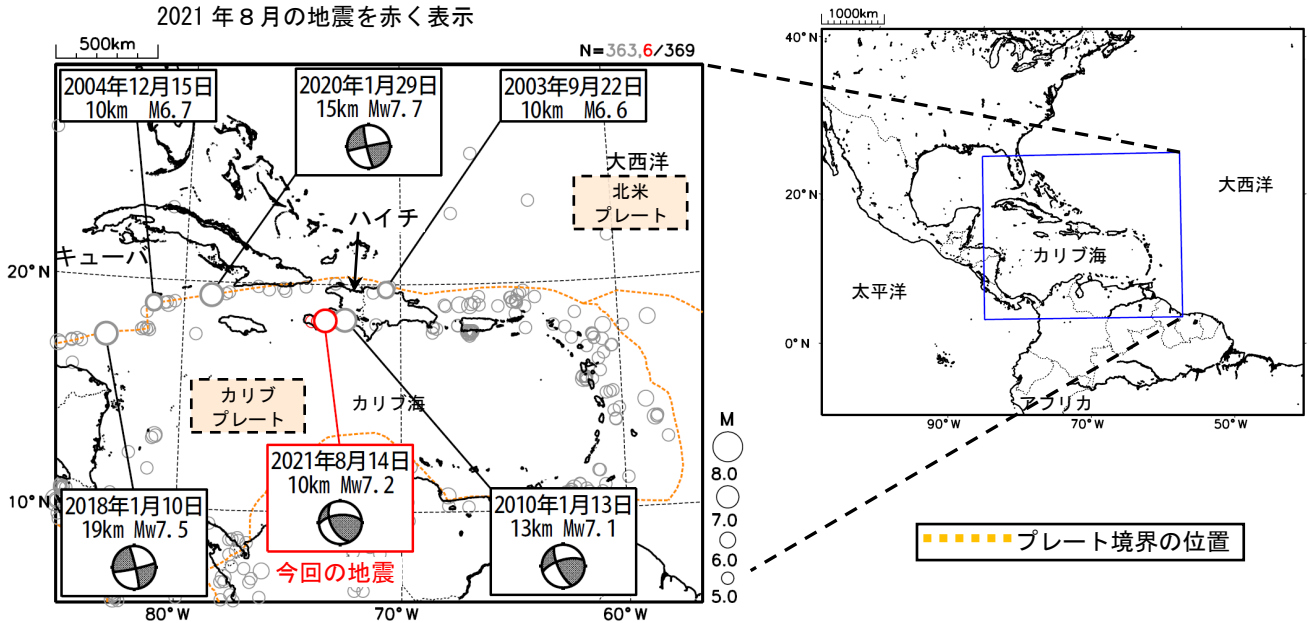 2021年８月の地震を赤く表示
500km
N=363,6/369
2004年12月15日
10km M6.7
2020年1月29日
15km Mw7.7
2003年9月22日
10km M6.6
大西洋
北米
プレート
ハイチ
キューバ
20°N
カリブ
プレート
カリブ海
2021年8月14日
10km Mw7.2
今回の地震
10°N
2018年1月10日
19km Mw7.5
2010年1月13日
13km Mw7.1
80°W
70°W
60°W
M
8.0
7.0
6.0
5.0
1000km
40°N
20°N
0°N
大西洋
カリブ海
太平洋
アフリカ
90°W
70°W
50°W
プレート境界の位置